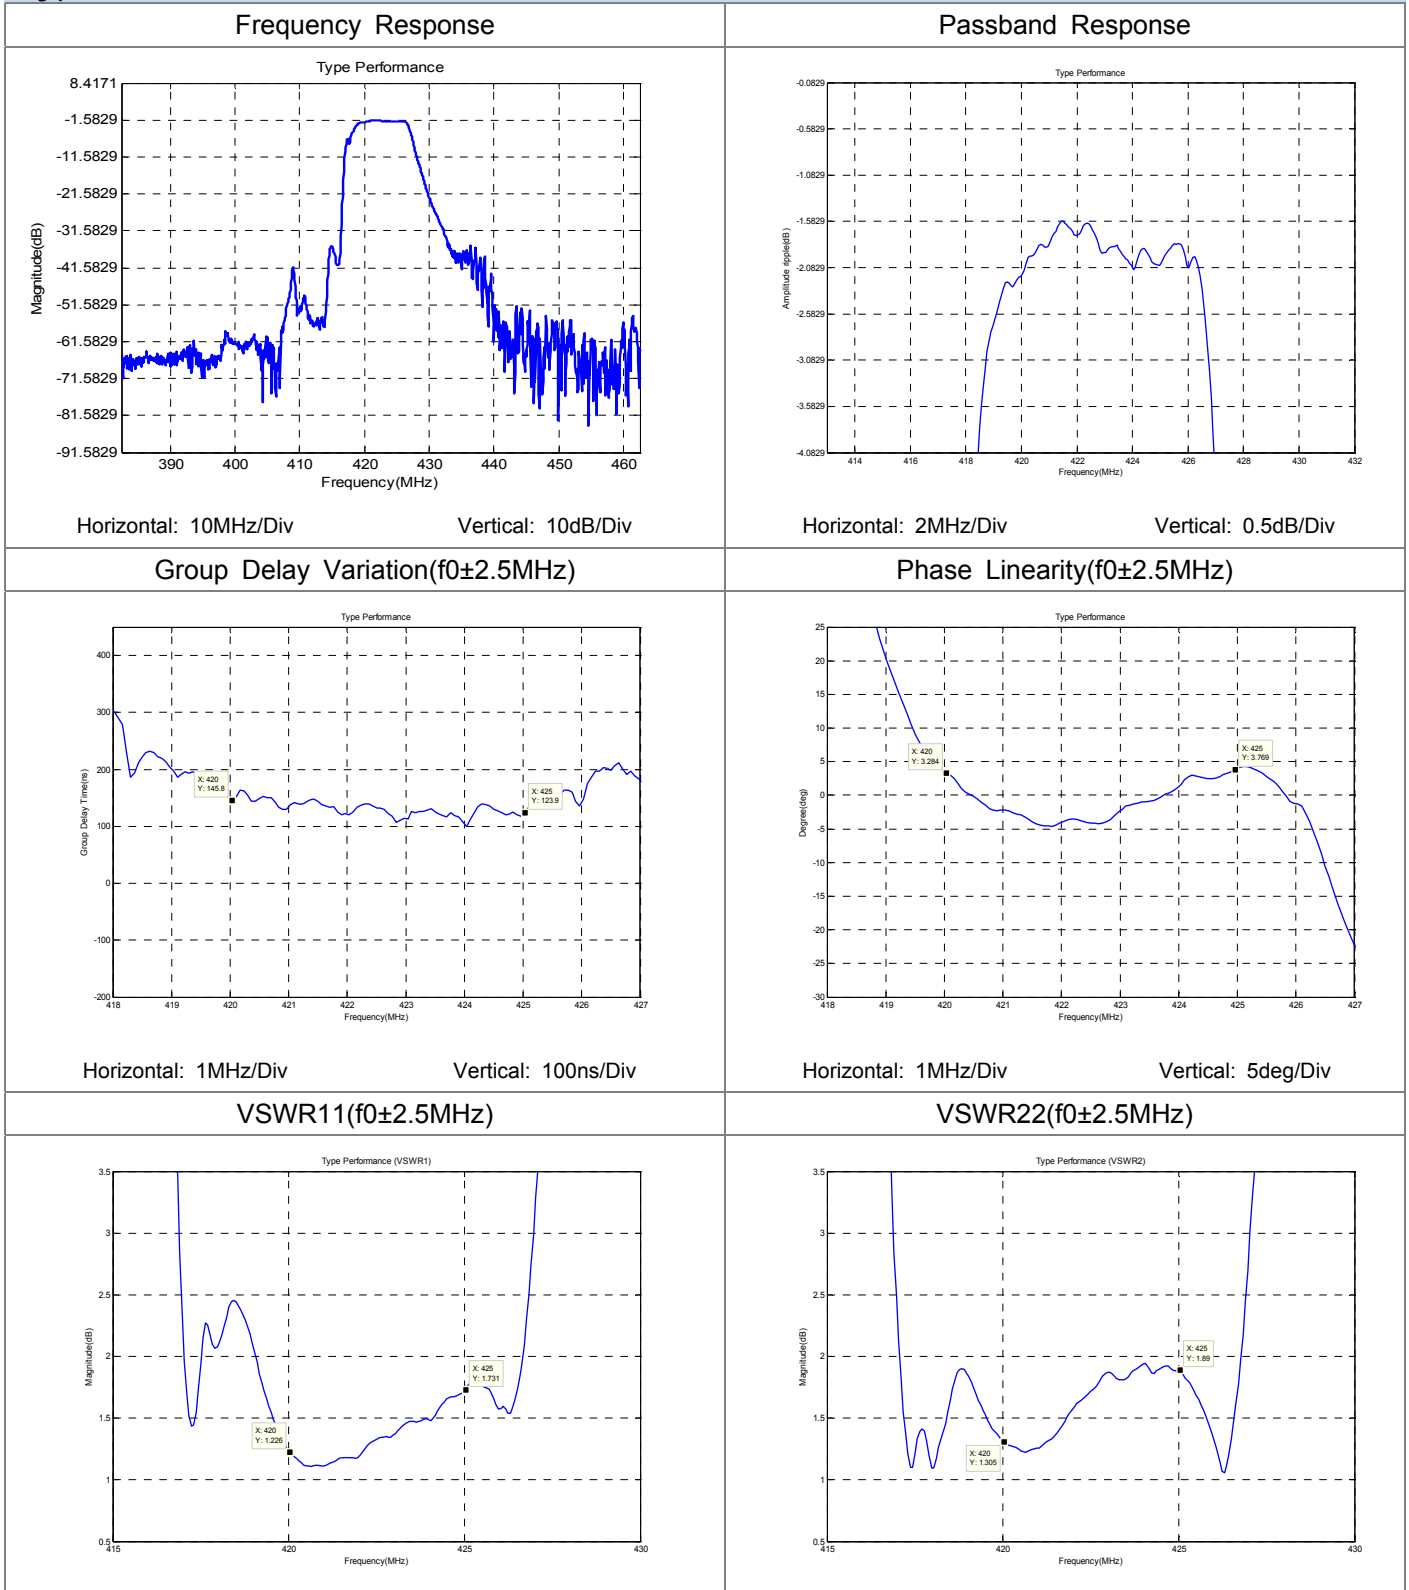 Frequency Response
Passband Response
Type Performance
8.4171
-1.5829
-11.5829
-21.5829
-31.5829
-41.5829
-51.5829
-61.5829
-71.5829
-81.5829
-91.5829
Magnitude(dB)
390 400 410 420 430 440 450 460
Frequency(MHz)
Horizontal: 10MHz/Div Vertical: 10dB/Div
Type Performance
-0.0829
-0.5829
-1.0829
-1.5829
-2.0829
-2.5829
-3.0829
-3.5829
-4.0829
Amplitude ripple(dB)
414 416 418 420 422 424 426 428 430 432
Frequency(MHz)
Horizontal: 2MHz/Div Vertical: 0.5dB/Div
Group Delay Variation(f0±2.5MHz)
Phase Linearity(f0±2.5MHz)
Type Performance
400
300
200
100
0
-100
-200
Group Delay Time(ns)
X: 420
Y: 145.8
X: 425
Y: 123.9
418 419 420 421 422 423 424 425 426 427
Frequency(MHz)
Horizontal: 1MHz/Div Vertical: 100ns/Div
Type Performance
25
20
15
10
5
0
-5
-10
-15
-20
-25
-30
Degree(deg)
X: 420
Y: 3.284
X: 425
Y: 3.769
418 419 420 421 422 423 424 425 426 427
Frequency(MHz)
Horizontal: 1MHz/Div Vertical: 5deg/Div
VSWR11(f0±2.5MHz)
VSWR22(f0±2.5MHz)
Type Performance (VSWR1)
3.5
3
2.5
2
1.5
1
0.5
Magnitude(dB)
X: 420
Y: 1.226
X: 425
Y: 1.731
415 420 425 430
Frequency(MHz)
Type Performance (VSWR2)
3.5
3
2.5
2
1.5
1
0.5
Magnitude(dB)
X: 420
Y: 1.305
X: 425
Y: 1.89
415 420 425 430
Frequency(MHz)